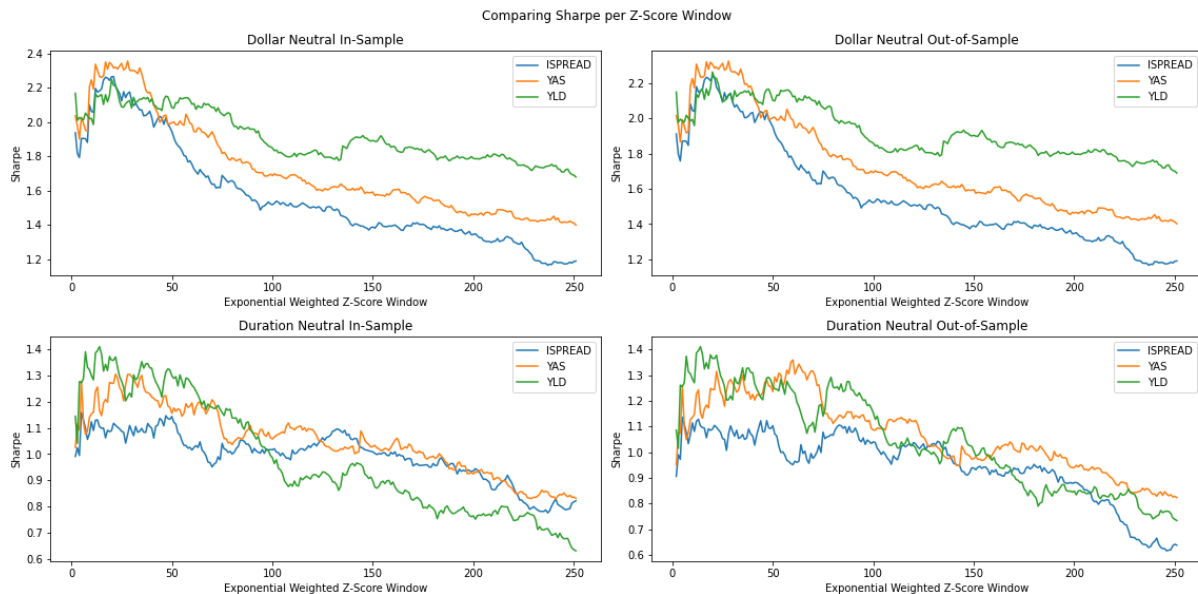 Comparing Sharpe per Z-Score Window
Dollar Neutral In-Sample
2.4
2.2
2.0
1.8
1.6
1.4
1.2
Sharpe
ISPREAD
YAS
YLD
0
50
100
150
200
250
Exponential Weighted Z-Score Window
Dollar Neutral Out-of-Sample
2.2
2.0
1.8
1.6
1.4
1.2
Sharpe
ISPREAD
YAS
YLD
0
50
100
150
200
250
Exponential Weighted Z-Score Window
Duration Neutral In-Sample
1.4
1.3
1.2
1.1
1.0
0.9
0.8
0.7
0.6
Sharpe
ISPREAD
YAS
YLD
0
50
100
150
200
250
Exponential Weighted Z-Score Window
Duration Neutral Out-of-Sample
1.4
1.3
1.2
1.1
1.0
0.9
0.8
0.7
0.6
Sharpe
ISPREAD
YAS
YLD
0
50
100
150
200
250
Exponential Weighted Z-Score Window